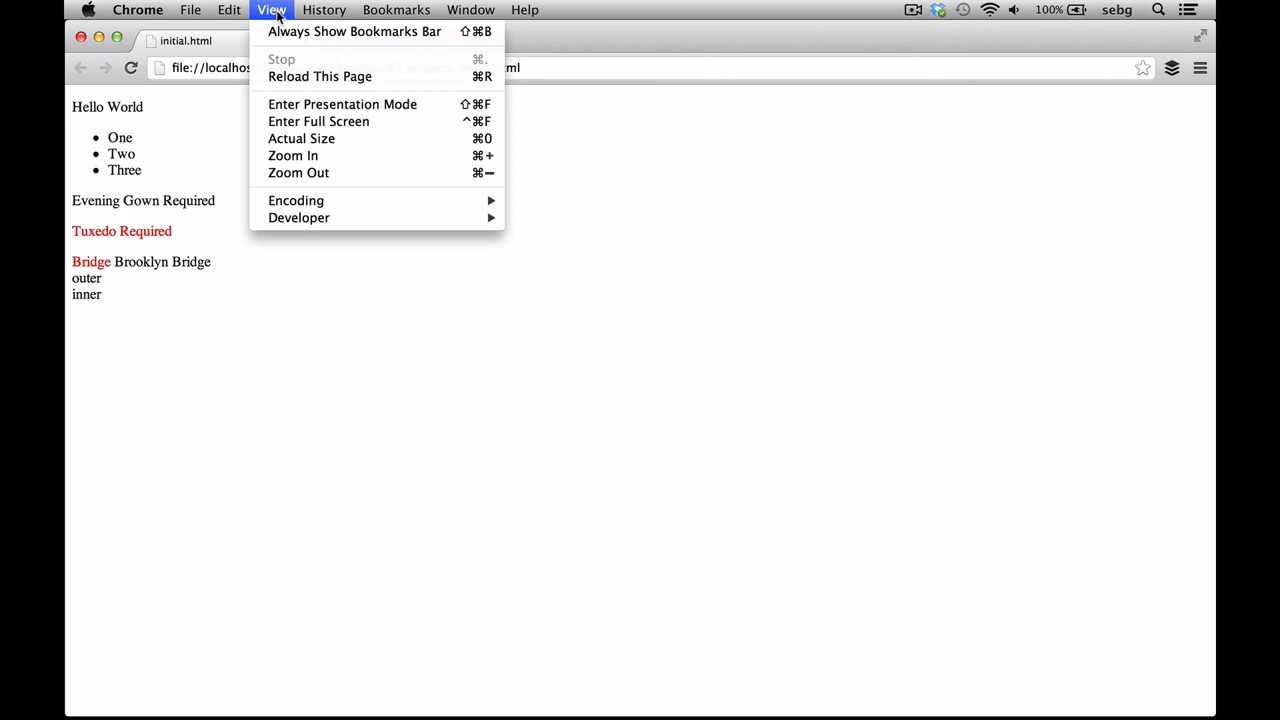 Chrome File Edit View History Bookmarks Window Help 100% sebg
Always Show Bookmarks Bar ⇧⌘B
initial.html
Stop ⌘.
file://localhos ml
Reload This Page ⌘R
Enter Presentation Mode ⇧⌘F
Enter Full Screen ^⌘F
Actual Size ⌘0
Zoom In ⌘+
Zoom Out ⌘−
Encoding ▶
Developer ▶
Hello World
• One
• Two
• Three
Evening Gown Required
Tuxedo Required
Bridge Brooklyn Bridge
outer
inner